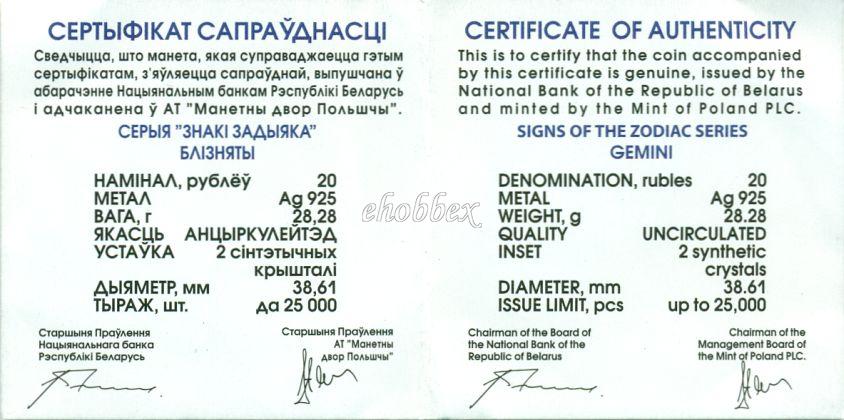 СЕРТЫФІКАТ САПРАЎДНАСЦІ
Сведчыцца, што манета, якая суправаджаецца гэтым
сертыфікатам, з'яўляецца сапраўднай, выпушчана ў
абарачэнне Нацыянальным банкам Рэспублікі Беларусь
і адчаканена ў АТ "Манетны двор Польшчы".
СЕРЫЯ "ЗНАКІ ЗАДЫЯКА"
БЛІЗНЯТЫ
НАМІНАЛ, рублёў 20
МЕТАЛ Ag 925
ВАГА, г 28,28
ЯКАСЦЬ АНЦЫРКУЛЕЙТЭД
УСТАЎКА 2 сінтэтычных
крышталі
ДЫЯМЕТР, мм 38,61
ТЫРАЖ, шт. да 25 000
Старшыня Праўлення
Нацыянальнага банка
Рэспублікі Беларусь
Старшыня Праўлення
АТ "Манетны
двор Польшчы"
CERTIFICATE OF AUTHENTICITY
This is to certify that the coin accompanied
by this certificate is genuine, issued by the
National Bank of the Republic of Belarus
and minted by the Mint of Poland PLC.
SIGNS OF THE ZODIAC SERIES
GEMINI
DENOMINATION, rubles 20
METAL Ag 925
WEIGHT, g 28.28
QUALITY UNCIRCULATED
INSET 2 synthetic
crystals
DIAMETER, mm 38.61
ISSUE LIMIT, pcs up to 25,000
Chairman of the Board of
the National Bank of the
Republic of Belarus
Chairman of the
Management Board of
the Mint of Poland PLC.
ehobbex